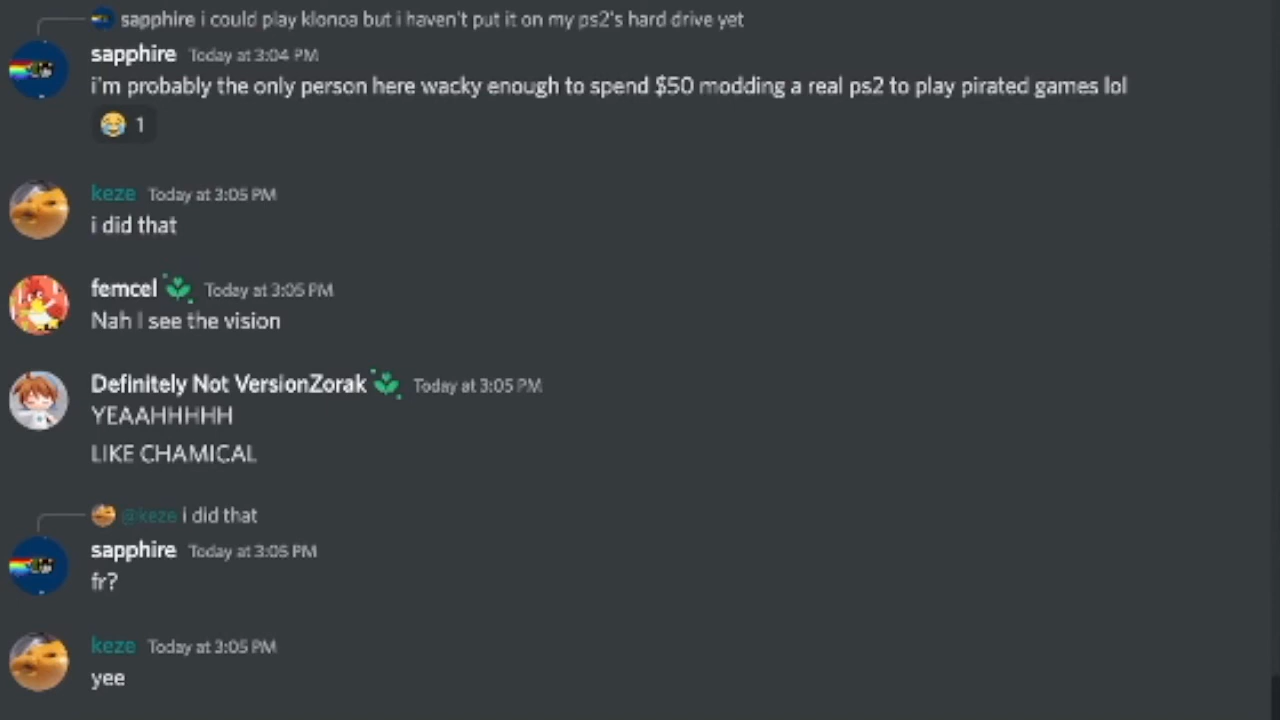 sapphire i could play klonoa but i haven't put it on my ps2's hard drive yet
sapphire Today at 3:04 PM
i'm probably the only person here wacky enough to spend $50 modding a real ps2 to play pirated games lol
😂 1
keze Today at 3:05 PM
i did that
femcel Today at 3:05 PM
Nah I see the vision
Definitely Not VersionZorak Today at 3:05 PM
YEAAHHHHH
LIKE CHAMICAL
@keze i did that
sapphire Today at 3:05 PM
fr?
keze Today at 3:05 PM
yee